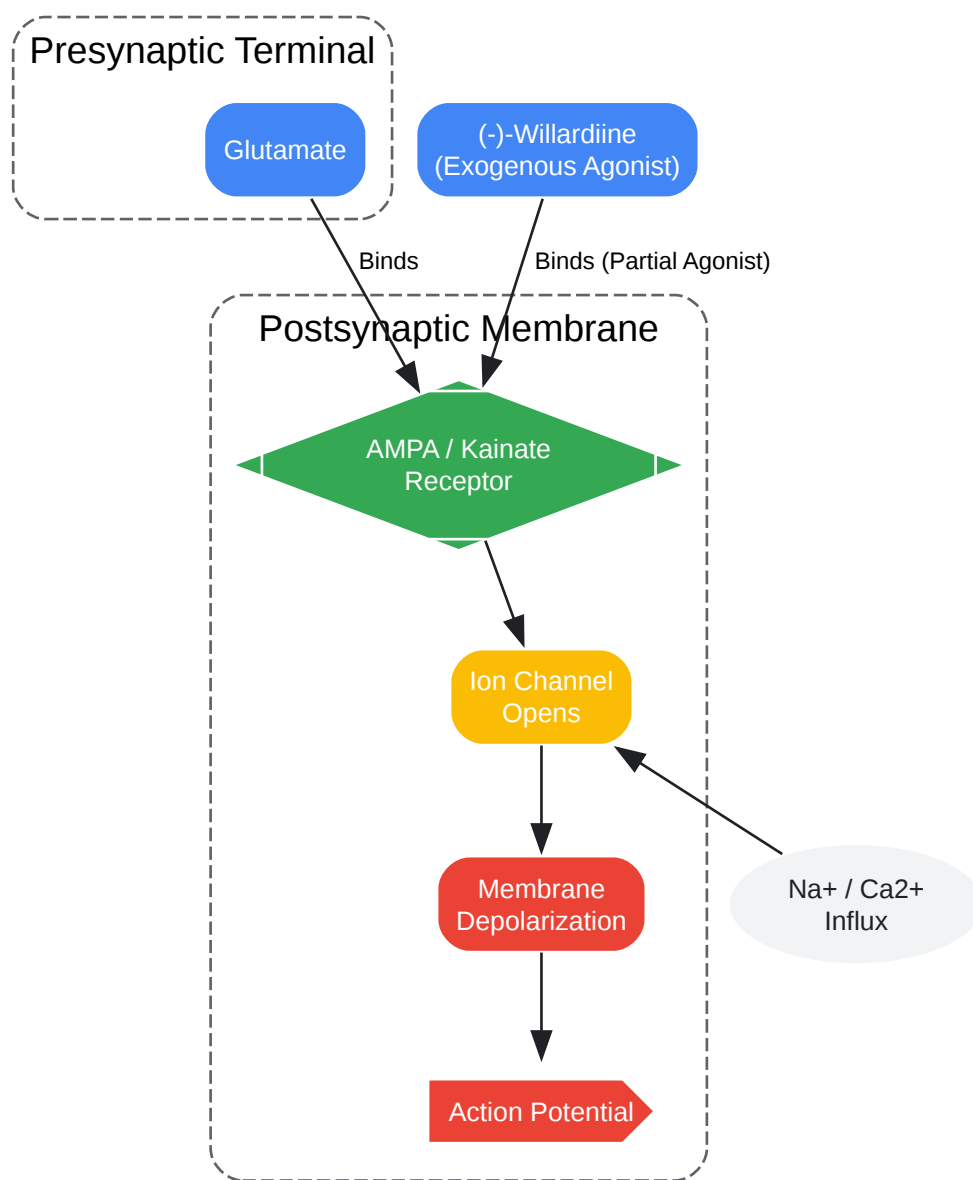 Presynaptic Terminal
Glutamate
(-)-Willardiine
(Exogenous Agonist)
Binds
Binds (Partial Agonist)
Postsynaptic Membrane
AMPA / Kainate
Receptor
Ion Channel
Opens
Membrane
Depolarization
Na+ / Ca2+
Influx
Action Potential